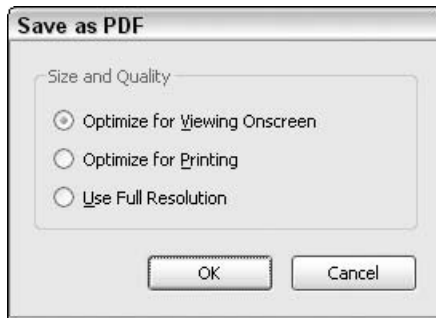 Save as PDF
Size and Quality
Optimize for Viewing Onscreen
Optimize for Printing
Use Full Resolution
OK Cancel